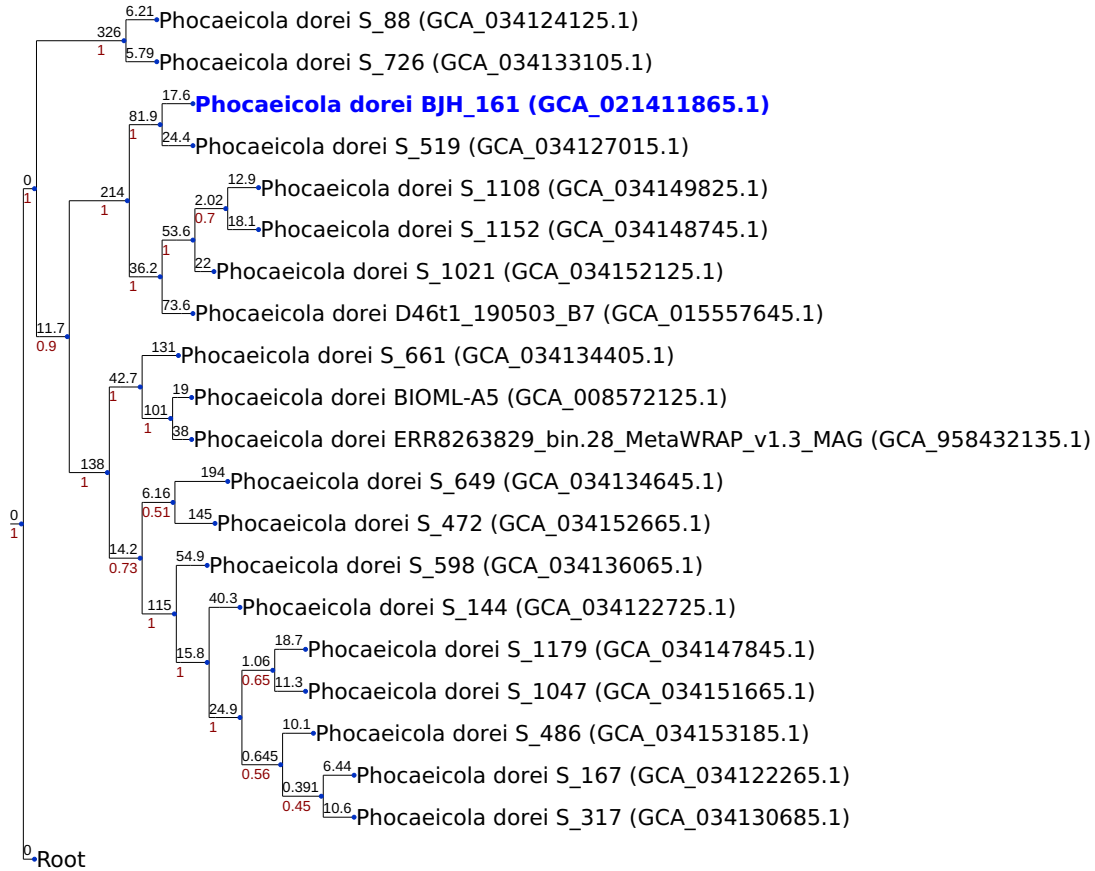 6.21 Phocaeicola dorei S_88 (GCA_034124125.1)
326
1
5.79 Phocaeicola dorei S_726 (GCA_034133105.1)
17.6 Phocaeicola dorei BJH_161 (GCA_021411865.1)
81.9
1
24.4 Phocaeicola dorei S_519 (GCA_034127015.1)
0
1
12.9 Phocaeicola dorei S_1108 (GCA_034149825.1)
214
1
2.02
0.7
18.1 Phocaeicola dorei S_1152 (GCA_034148745.1)
53.6
1
22 Phocaeicola dorei S_1021 (GCA_034152125.1)
36.2
1
73.6 Phocaeicola dorei D46t1_190503_B7 (GCA_015557645.1)
11.7
0.9
131 Phocaeicola dorei S_661 (GCA_034134405.1)
42.7
1
19 Phocaeicola dorei BIOML-A5 (GCA_008572125.1)
101
1
38 Phocaeicola dorei ERR8263829_bin.28_MetaWRAP_v1.3_MAG (GCA_958432135.1)
138
1
194 Phocaeicola dorei S_649 (GCA_034134645.1)
6.16
0.51
145 Phocaeicola dorei S_472 (GCA_034152665.1)
0
1
14.2
0.73
54.9 Phocaeicola dorei S_598 (GCA_034136065.1)
115
1
40.3 Phocaeicola dorei S_144 (GCA_034122725.1)
15.8
1
18.7 Phocaeicola dorei S_1179 (GCA_034147845.1)
1.06
0.65
11.3 Phocaeicola dorei S_1047 (GCA_034151665.1)
24.9
1
10.1 Phocaeicola dorei S_486 (GCA_034153185.1)
0.645
0.56
6.44 Phocaeicola dorei S_167 (GCA_034122265.1)
0.391
0.45
10.6 Phocaeicola dorei S_317 (GCA_034130685.1)
0 Root